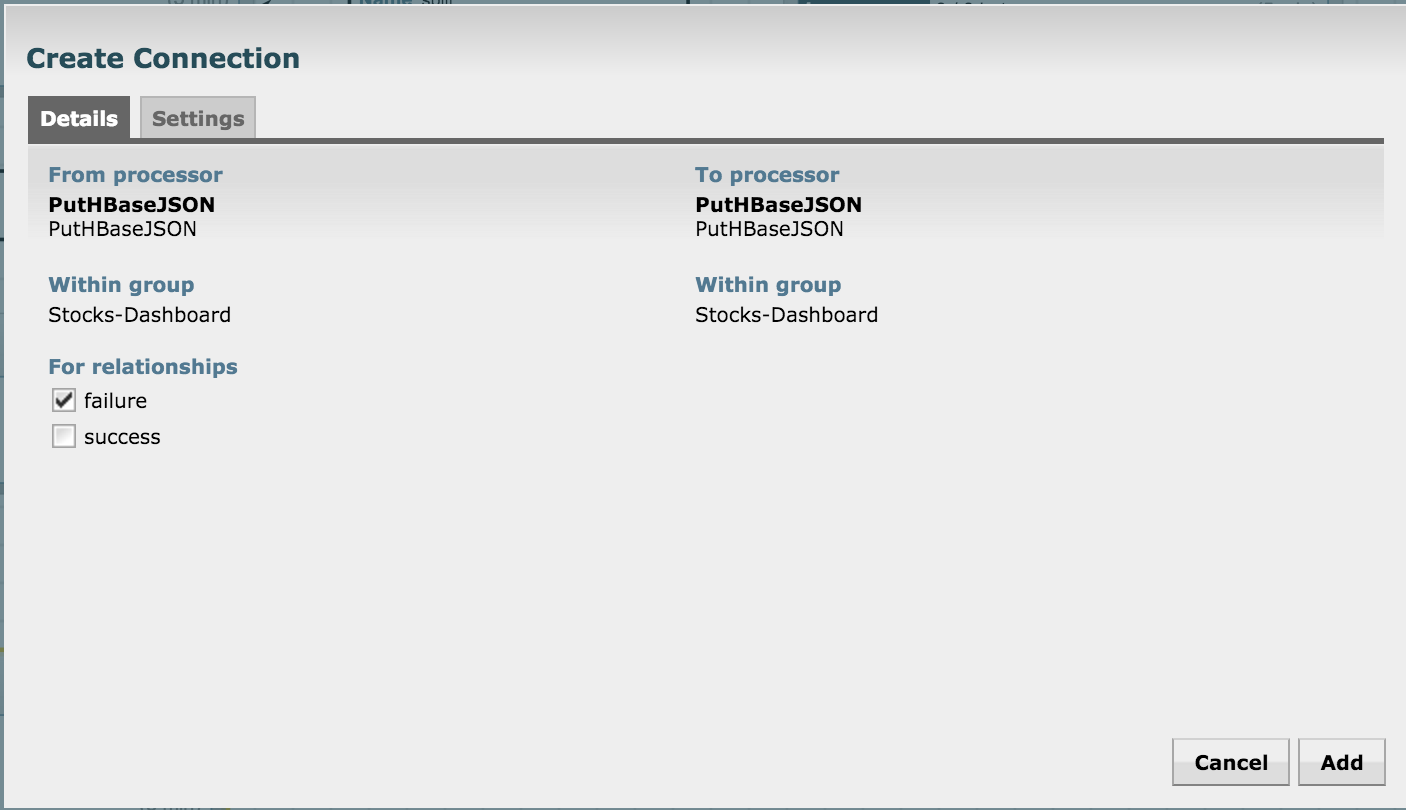 Create Connection
Details Settings
From processor
PutHBaseJSON
PutHBaseJSON
To processor
PutHBaseJSON
PutHBaseJSON
Within group
Stocks-Dashboard
Within group
Stocks-Dashboard
For relationships
failure
success
Cancel Add